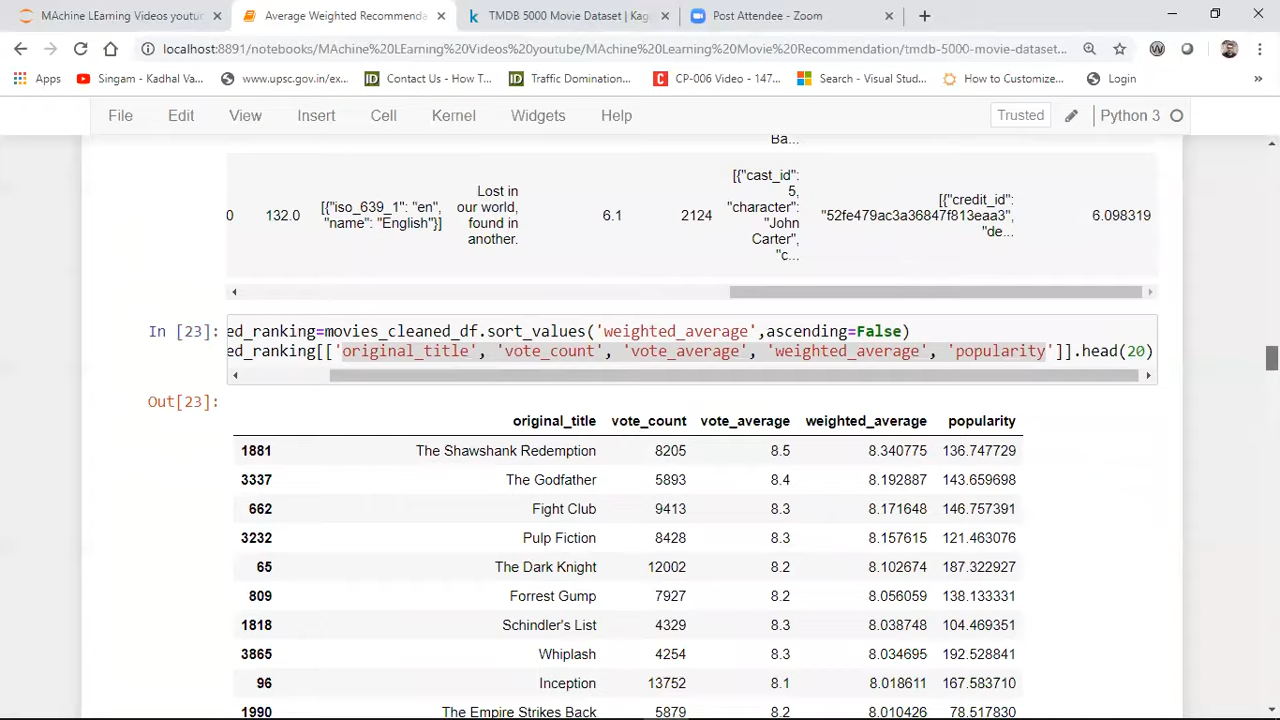 MAchine LEarning Videos youtu
Average Weighted Recommenda
TMDB 5000 Movie Dataset | Kag
Post Attendee - Zoom
localhost:8891/notebooks/MAchine%20LEarning%20Videos%20youtube/MAchine%20Learning%20Movie%20Recommendation/tmdb-5000-movie-dataset...
Apps
Singam - Kadhal Va...
www.upsc.gov.in/ex...
Contact Us - How T...
Traffic Domination...
CP-006 Video - 147...
Search - Visual Stud...
How to Customize...
Login
»
File Edit View Insert Cell Kernel Widgets Help
Trusted
Python 3
Ba...
0 132.0 [{"iso_639_1": "en", "name": "English"}] Lost in our world, found in another. 6.1 2124 [{"cast_id": 5, "character": "John Carter", "c... [{"credit_id": "52fe479ac3a36847f813eaa3", "de... 6.098319
In [23]: ed_ranking=movies_cleaned_df.sort_values('weighted_average',ascending=False)
ed_ranking[['original_title', 'vote_count', 'vote_average', 'weighted_average', 'popularity']].head(20)
Out[23]:
original_title vote_count vote_average weighted_average popularity
1881 The Shawshank Redemption 8205 8.5 8.340775 136.747729
3337 The Godfather 5893 8.4 8.192887 143.659698
662 Fight Club 9413 8.3 8.171648 146.757391
3232 Pulp Fiction 8428 8.3 8.157615 121.463076
65 The Dark Knight 12002 8.2 8.102674 187.322927
809 Forrest Gump 7927 8.2 8.056059 138.133331
1818 Schindler's List 4329 8.3 8.038748 104.469351
3865 Whiplash 4254 8.3 8.034695 192.528841
96 Inception 13752 8.1 8.018611 167.583710
1990 The Empire Strikes Back 5879 8.2 8.010426 78.517830